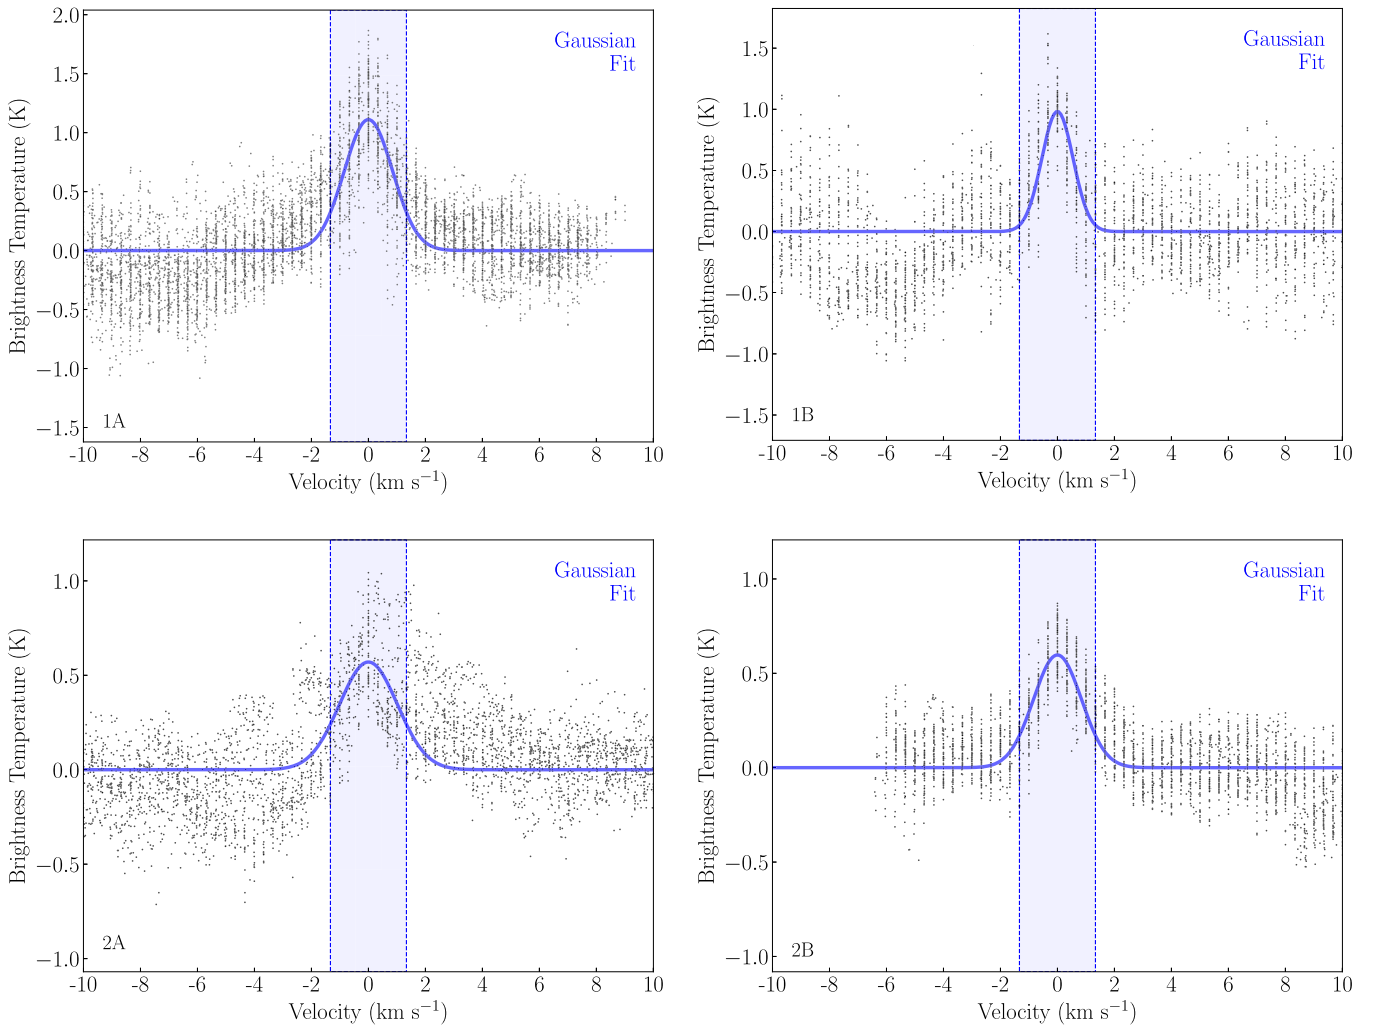 2.0
1.5
1.0
0.5
0.0
−0.5
−1.0
−1.5
Brightness Temperature (K)
Gaussian
Fit
1A
-10 -8 -6 -4 -2 0 2 4 6 8 10
Velocity (km s−1)
1.5
1.0
0.5
0.0
−0.5
−1.0
−1.5
Brightness Temperature (K)
Gaussian
Fit
1B
-10 -8 -6 -4 -2 0 2 4 6 8 10
Velocity (km s−1)
1.0
0.5
0.0
−0.5
−1.0
Brightness Temperature (K)
Gaussian
Fit
2A
-10 -8 -6 -4 -2 0 2 4 6 8 10
Velocity (km s−1)
1.0
0.5
0.0
−0.5
−1.0
Brightness Temperature (K)
Gaussian
Fit
2B
-10 -8 -6 -4 -2 0 2 4 6 8 10
Velocity (km s−1)